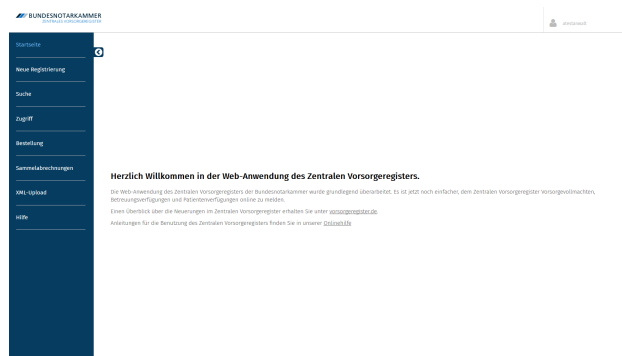 BUNDESNOTARKAMMER
ZENTRALES VORSORGEREGISTER
Startseite
Neue Registrierung
Suche
Zugriff
Bestellung
Sammelabrechnungen
XML-Upload
Hilfe
Herzlich Willkommen in der Web-Anwendung des Zentralen Vorsorgeregisters.
Die Web-Anwendung des Zentralen Vorsorgeregisters der Bundesnotarkammer wurde grundlegend überarbeitet. Es ist jetzt noch einfacher, dem Zentralen Vorsorgeregister Vorsorgevollmachten,
Betreuungsverfügungen und Patientenverfügungen online zu melden.
Einen Überblick über die Neuerungen im Zentralen Vorsorgeregister erhalten Sie unter vorsorgeregister.de.
Anleitungen für die Benutzung des Zentralen Vorsorgeregisters finden Sie in unserer Onlinehilfe